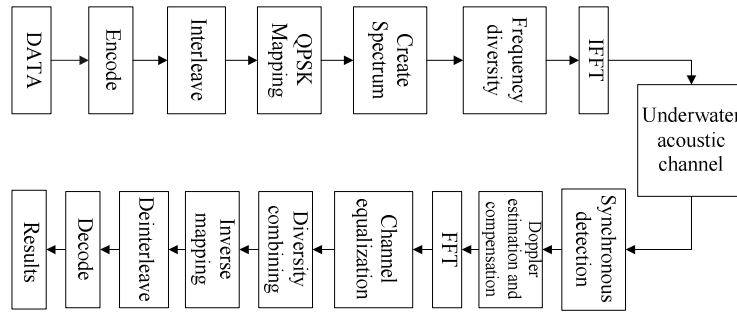 DATA
Encode
Interleave
QPSK
Mapping
Create
Spectrum
Frequency
diversity
IFFT
Underwater
acoustic
channel
Synchronous
detection
Doppler
estimation and
compensation
FFT
Channel
equalization
Diversity
combining
Inverse
mapping
Deinterleave
Decode
Results